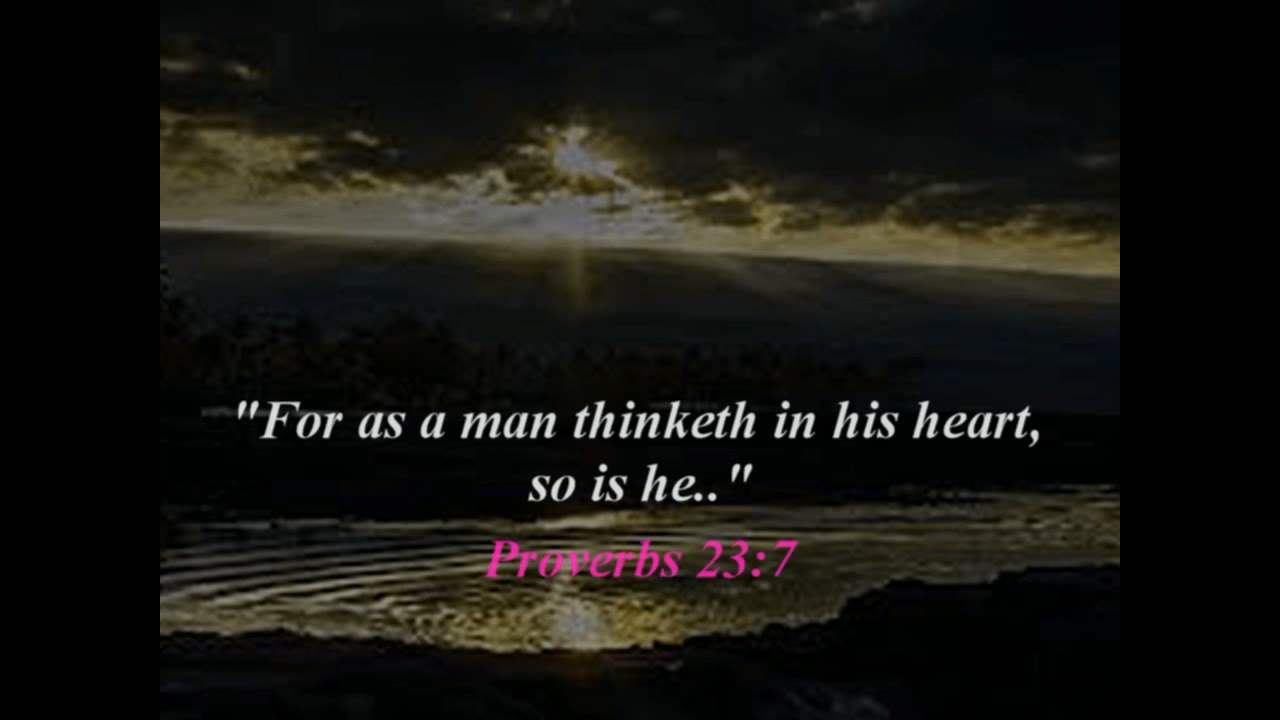 "For as a man thinketh in his heart,
so is he.."
Proverbs 23:7